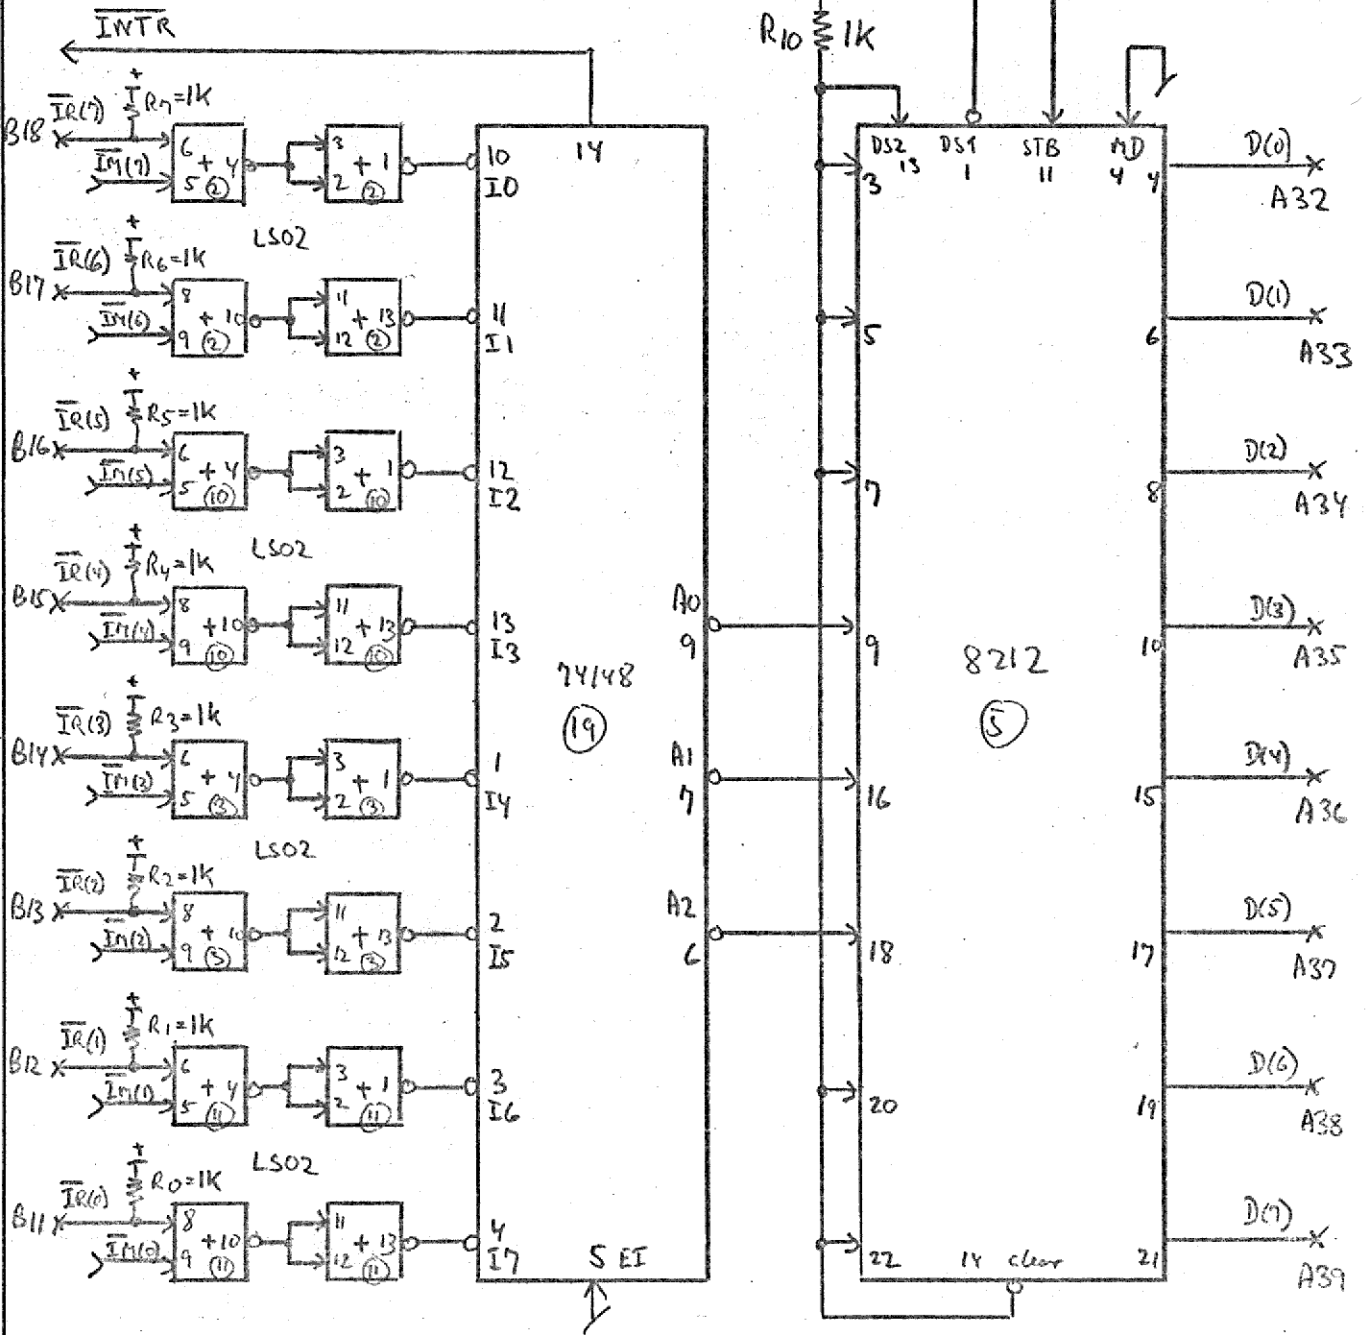 INTR
R10 1K
B18 IR(7) R7=1K
IM(7)
6 + 4
5 2
3 + 1
2 2
10
I0
14
LS02
B17 IR(6) R6=1K
IM(6)
8 + 10
9 2
11 + 13
12 2
11
I1
B16 IR(5) R5=1K
IM(5)
6 + 4
5 10
3 + 1
2 10
12
I2
LS02
B15 IR(4) R4=1K
IM(4)
8 + 10
9 10
11 + 13
12 10
13
I3
B14 IR(3) R3=1K
IM(3)
6 + 4
5 3
3 + 1
2 3
1
I4
LS02
B13 IR(2) R2=1K
IM(2)
8 + 10
9 3
11 + 13
12 3
2
I5
B12 IR(1) R1=1K
IM(1)
6 + 4
5 11
3 + 1
2 11
3
I6
LS02
B11 IR(0) R0=1K
IM(0)
8 + 10
9 11
11 + 13
12 11
4
I7
74148
19
A0
9
A1
7
A2
6
5 EI
DS2 DS1 STB MD
13 1 11 4
3
5
7
9
16
18
20
22
8212
5
14 clear
4 D(0)
A32
6 D(1)
A33
8 D(2)
A34
10 D(3)
A35
15 D(4)
A36
17 D(5)
A37
19 D(6)
A38
21 D(7)
A39